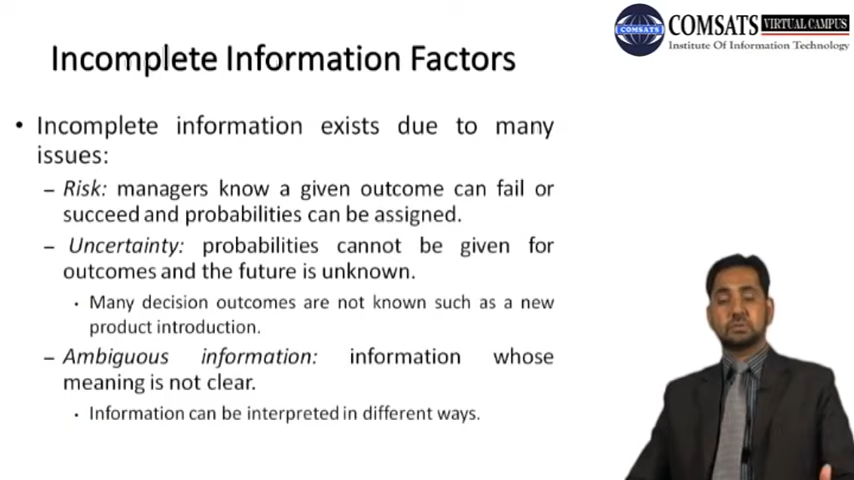 COMSATS VIRTUAL CAMPUS
Institute Of Information Technology
COMSATS
Incomplete Information Factors
• Incomplete information exists due to many
issues:
– Risk: managers know a given outcome can fail or
succeed and probabilities can be assigned.
– Uncertainty: probabilities cannot be given for
outcomes and the future is unknown.
• Many decision outcomes are not known such as a new
product introduction.
– Ambiguous information: information whose
meaning is not clear.
• Information can be interpreted in different ways.